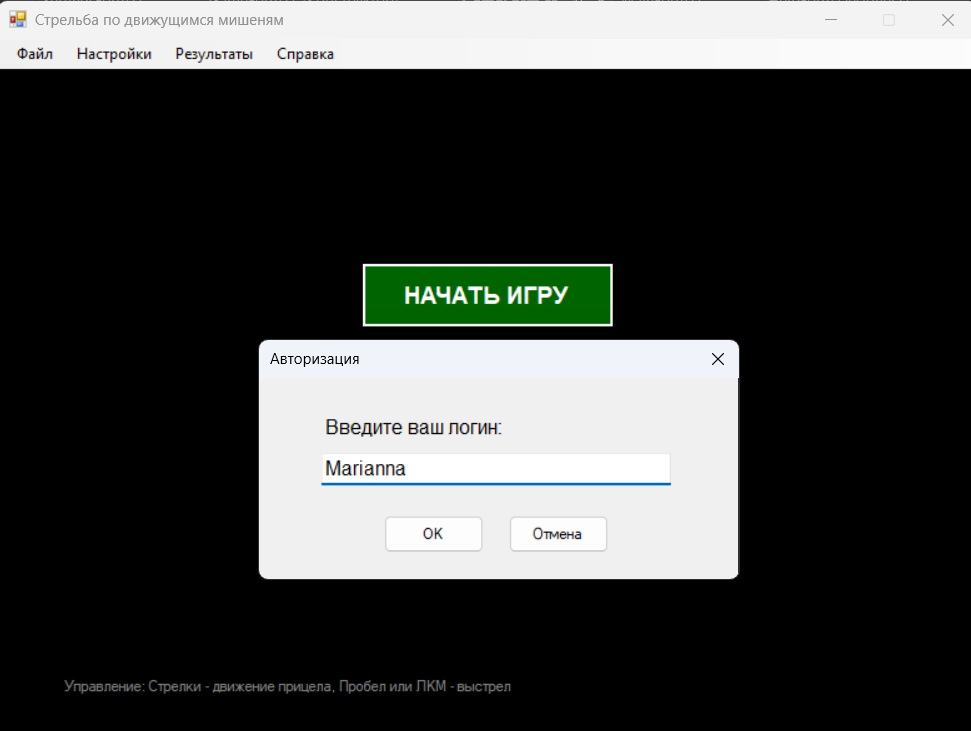 Стрельба по движущимся мишеням
Файл Настройки Результаты Справка
НАЧАТЬ ИГРУ
Авторизация
Введите ваш логин:
Marianna
OK Отмена
Управление: Стрелки - движение прицела, Пробел или ЛКМ - выстрел